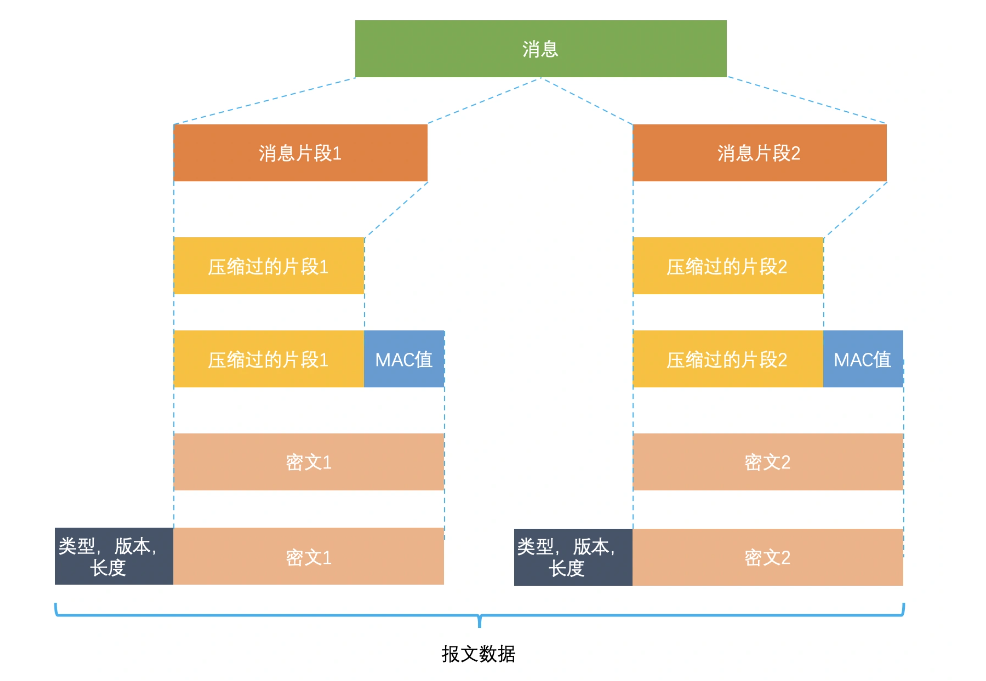 消息
消息片段1
消息片段2
压缩过的片段1
压缩过的片段2
压缩过的片段1
MAC值
压缩过的片段2
MAC值
密文1
密文2
类型，版本，
长度
密文1
类型，版本，
长度
密文2
报文数据